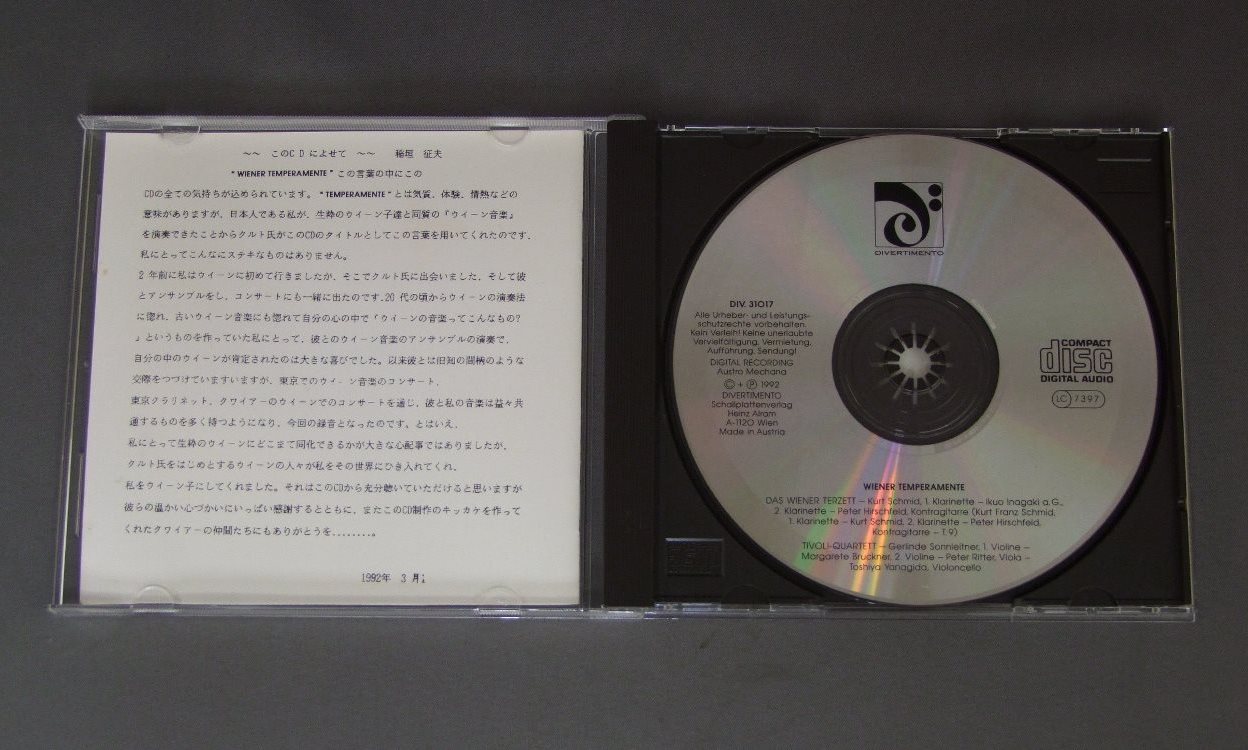 ～～ このＣＤによせて ～～ 稲垣 征夫
“ WIENER TEMPERAMENTE ” この言葉の中にこの
CDの全ての気持ちが込められています。 “ TEMPERAMENTE ” とは気質、体験、情熱などの
意味がありますが、日本人である私が、生粋のウイーン子達と同質の『ウイーン音楽』
を演奏できたことからクルト氏がこのCDのタイトルとしてこの言葉を用いてくれたのです．
私にとってこんなにステキなものはありません。
２年前に私はウイーンに初めて行きましたが、そこでクルト氏に出会いました、そして彼
とアンサンブルをし、コンサートにも一緒に出たのです.20 代の頃からウイーンの演奏法
に惚れ、古いウイーン音楽にも惚れて自分の心の中で「ウイーンの音楽ってこんなもの？
」というものを作っていた私にとって、彼とのウイーン音楽のアンサンブルの演奏で、
自分の中のウイーンが肯定されたのは大きな喜びでした。以来彼とは旧知の間柄のような
交際をつづけていますいますが、東京でのウイーン音楽のコンサート、
東京クラリネット、クワイアーのウイーンでのコンサートを通じ、彼と私の音楽は益々共
通するものを多く持つようになり、今回の録音となったのです。とはいえ、
私にとって生粋のウイーンにどこまで同化できるかが大きな心配事ではありましたが、
クルト氏をはじめとするウイーンの人々が私をその世界にひき入れてくれ、
私をウイーン子にしてくれました。それはこのCDから充分聴いていただけると思いますが
彼らの温かい心づかいにいっぱい感謝するとともに、またこのCD制作のキッカケを作って
くれたクワイアーの仲間たちにもありがとうを........。
1992年 3 月
DIVERTIMENTO
DIV. 31017
Alle Urheber- und Leistungs-
schutzrechte vorbehalten.
Kein Verleih! Keine unerlaubte
Vervielfältigung, Vermietung,
Aufführung, Sendung!
DIGITAL RECORDING
Austro Mechana
© + ℗ 1992
DIVERTIMENTO
Schallplattenverlag
Heinz Alram
A-1120 Wien
Made in Austria
COMPACT
disc
DIGITAL AUDIO
LC 7397
WIENER TEMPERAMENTE
DAS WIENER TERZETT – Kurt Schmid, 1. Klarinette – Ikuo Inagaki a.G.,
2. Klarinette – Peter Hirschfeld, Kontragitarre (Kurt Franz Schmid,
1. Klarinette – Kurt Schmid, 2. Klarinette – Peter Hirschfeld,
Kontragitarre – T. 9)
TIVOLI-QUARTETT – Gerlinde Sonnleitner, 1. Violine –
Margarete Bruckner, 2. Violine – Peter Ritter, Viola –
Toshiya Yanagida, Violoncello